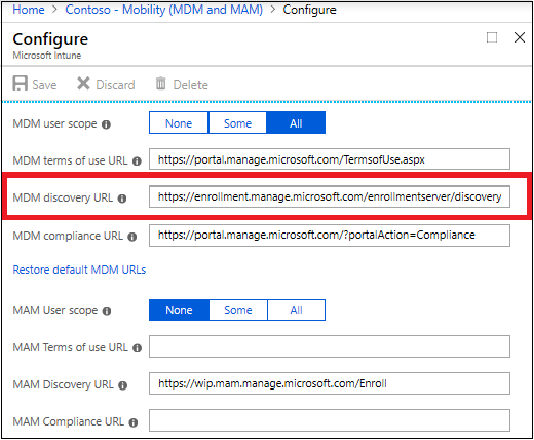 Home > Contoso - Mobility (MDM and MAM) > Configure
Configure
Microsoft Intune
Save Discard Delete
MDM user scope None Some All
MDM terms of use URL https://portal.manage.microsoft.com/TermsofUse.aspx
MDM discovery URL https://enrollment.manage.microsoft.com/enrollmentserver/discovery
MDM compliance URL https://portal.manage.microsoft.com/?portalAction=Compliance
Restore default MDM URLs
MAM User scope None Some All
MAM Terms of use URL
MAM Discovery URL https://wip.mam.manage.microsoft.com/Enroll
MAM Compliance URL